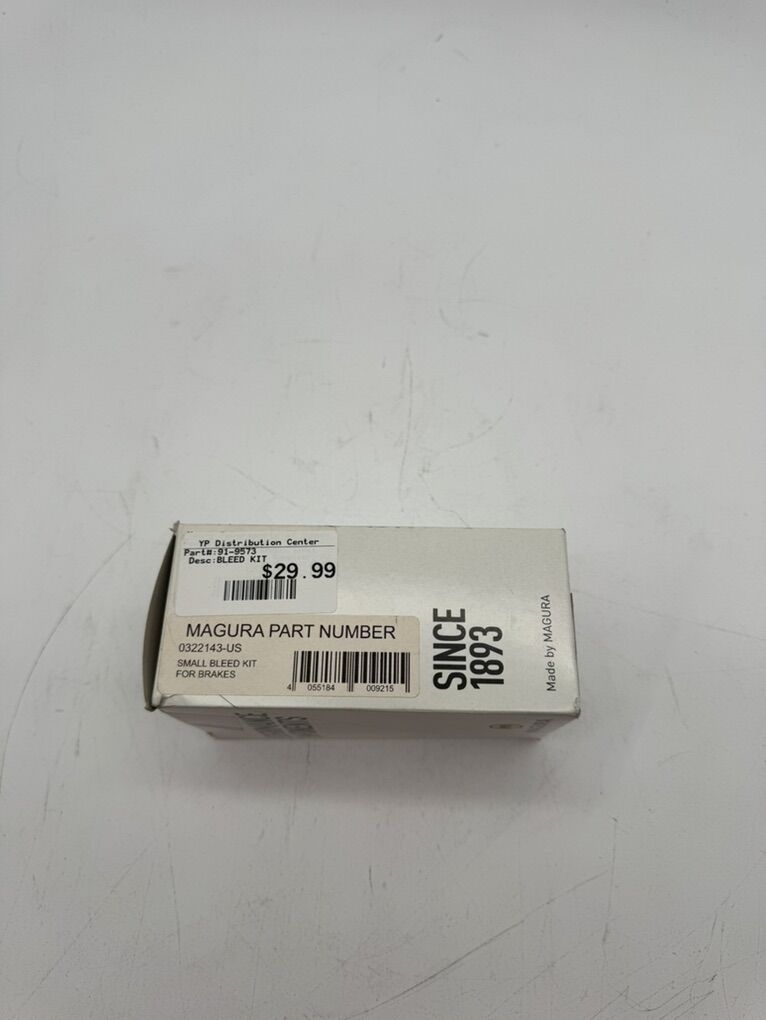 YP Distribution Center
Part#:91-9573
Desc:BLEED KIT
$29.99
MAGURA PART NUMBER
0322143-US
SMALL BLEED KIT
FOR BRAKES
4 055184 009215
SINCE
1893
Made by MAGURA